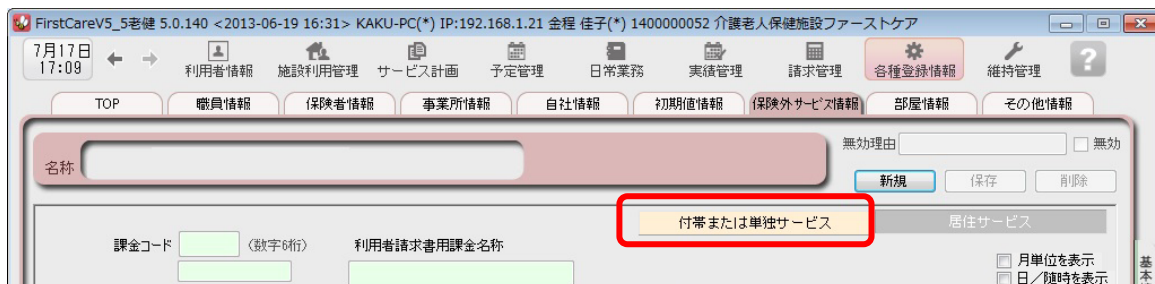 FirstCareV5_5老健 5.0.140 <2013-06-19 16:31> KAKU-PC(*) IP:192.168.1.21 金程 佳子(*) 1400000052 介護老人保健施設ファーストケア
7月17日
17:09
利用者情報 施設利用管理 サービス計画 予定管理 日常業務 実績管理 請求管理 各種登録情報 維持管理 ?
TOP 職員情報 保険者情報 事業所情報 自社情報 初期値情報 保険外サービス情報 部屋情報 その他情報
無効理由 無効
名称
新規 保存 削除
付帯または単独サービス 居住サービス
課金コード (数字6桁) 利用者請求書用課金名称
月単位を表示
日/随時を表示
基本